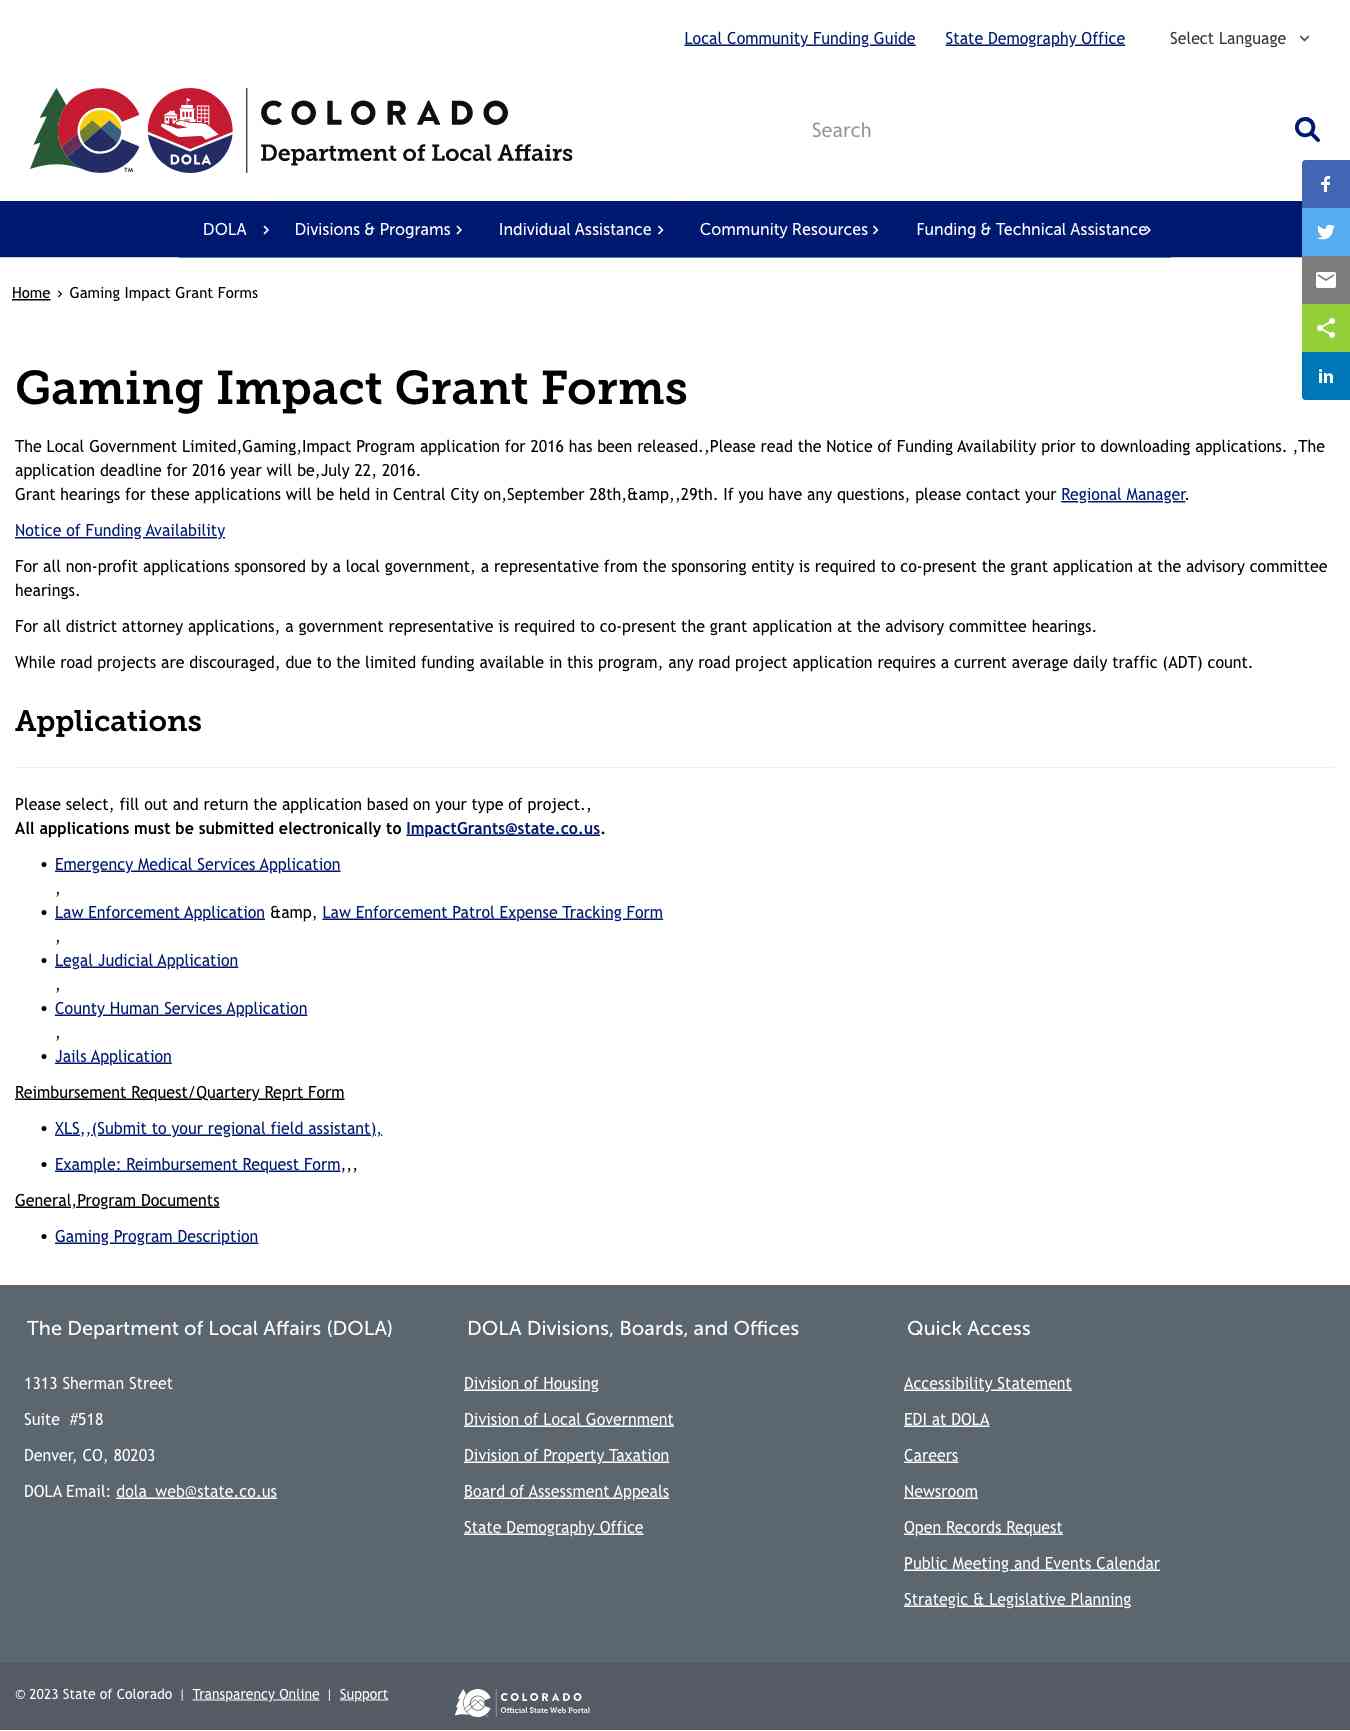 Local Community Funding Guide State Demography Office Select Language
TM
DOLA
COLORADO
Department of Local Affairs
Search
DOLA Divisions & Programs Individual Assistance Community Resources Funding & Technical Assistance
Home › Gaming Impact Grant Forms
Gaming Impact Grant Forms
The Local Government Limited,Gaming,Impact Program application for 2016 has been released.,Please read the Notice of Funding Availability prior to downloading applications. ,The
application deadline for 2016 year will be,July 22, 2016.
Grant hearings for these applications will be held in Central City on,September 28th,&amp,,29th. If you have any questions, please contact your Regional Manager.
Notice of Funding Availability
For all non-profit applications sponsored by a local government, a representative from the sponsoring entity is required to co-present the grant application at the advisory committee
hearings.
For all district attorney applications, a government representative is required to co-present the grant application at the advisory committee hearings.
While road projects are discouraged, due to the limited funding available in this program, any road project application requires a current average daily traffic (ADT) count.
Applications
Please select, fill out and return the application based on your type of project.,
All applications must be submitted electronically to ImpactGrants@state.co.us.
• Emergency Medical Services Application
,
• Law Enforcement Application &amp, Law Enforcement Patrol Expense Tracking Form
,
• Legal Judicial Application
,
• County Human Services Application
,
• Jails Application
Reimbursement Request/Quartery Reprt Form
• XLS,,(Submit to your regional field assistant),
• Example: Reimbursement Request Form,,,
General,Program Documents
• Gaming Program Description
The Department of Local Affairs (DOLA)
1313 Sherman Street
Suite #518
Denver, CO, 80203
DOLA Email: dola_web@state.co.us
DOLA Divisions, Boards, and Offices
Division of Housing
Division of Local Government
Division of Property Taxation
Board of Assessment Appeals
State Demography Office
Quick Access
Accessibility Statement
EDI at DOLA
Careers
Newsroom
Open Records Request
Public Meeting and Events Calendar
Strategic & Legislative Planning
© 2023 State of Colorado | Transparency Online | Support
COLORADO
Official State Web Portal